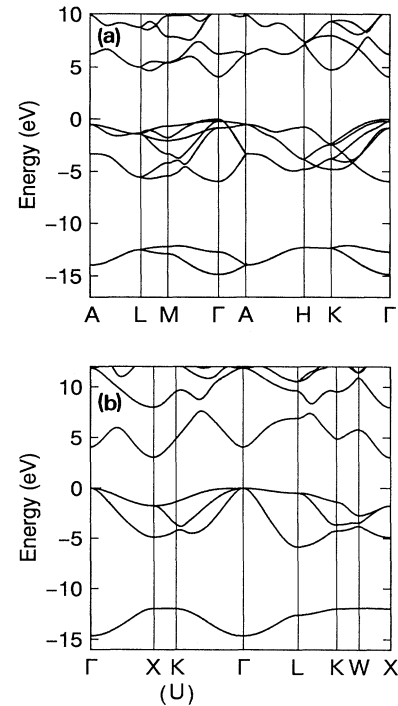 10
(a)
5
0
Energy (eV)
−5
−10
−15
A L M Γ A H K Γ
10
(b)
5
0
Energy (eV)
−5
−10
−15
Γ X K Γ L K W X
(U)